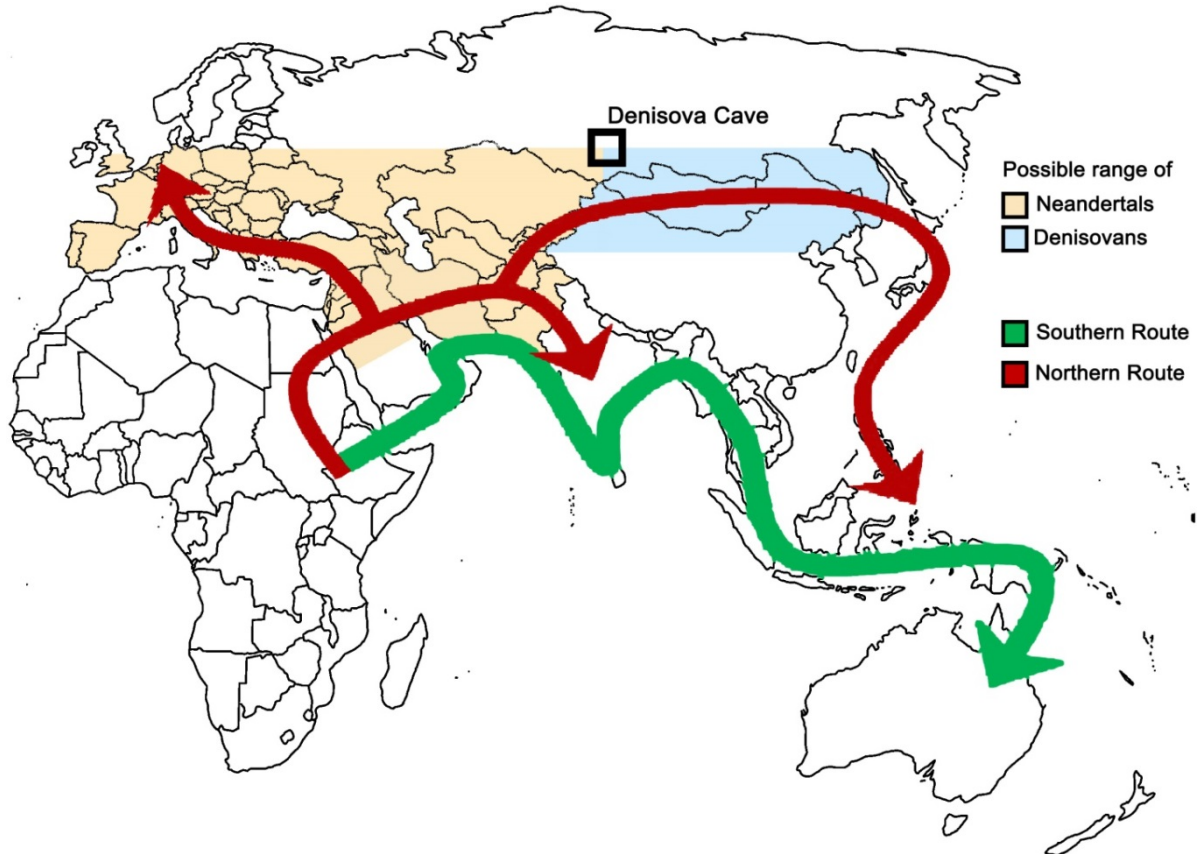 Denisova Cave
Possible range of
Neandertals
Denisovans
Southern Route
Northern Route